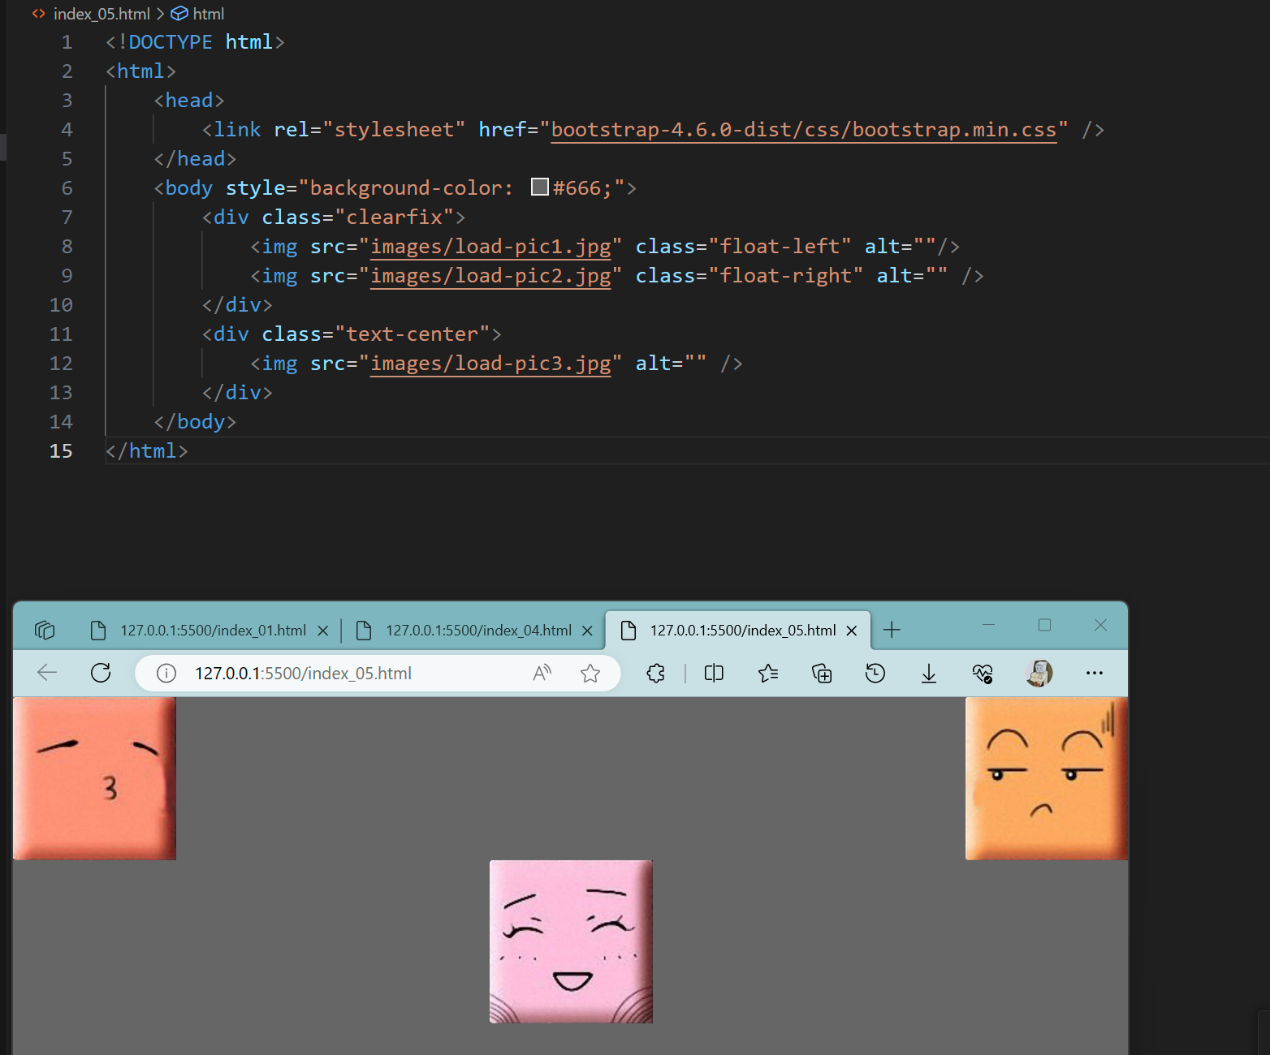 index_05.html > html
1 <!DOCTYPE html>
2 <html>
3 <head>
4 <link rel="stylesheet" href="bootstrap-4.6.0-dist/css/bootstrap.min.css" />
5 </head>
6 <body style="background-color: #666;">
7 <div class="clearfix">
8 <img src="images/load-pic1.jpg" class="float-left" alt=""/>
9 <img src="images/load-pic2.jpg" class="float-right" alt="" />
10 </div>
11 <div class="text-center">
12 <img src="images/load-pic3.jpg" alt="" />
13 </div>
14 </body>
15 </html>
127.0.0.1:5500/index_01.html 127.0.0.1:5500/index_04.html 127.0.0.1:5500/index_05.html
127.0.0.1:5500/index_05.html